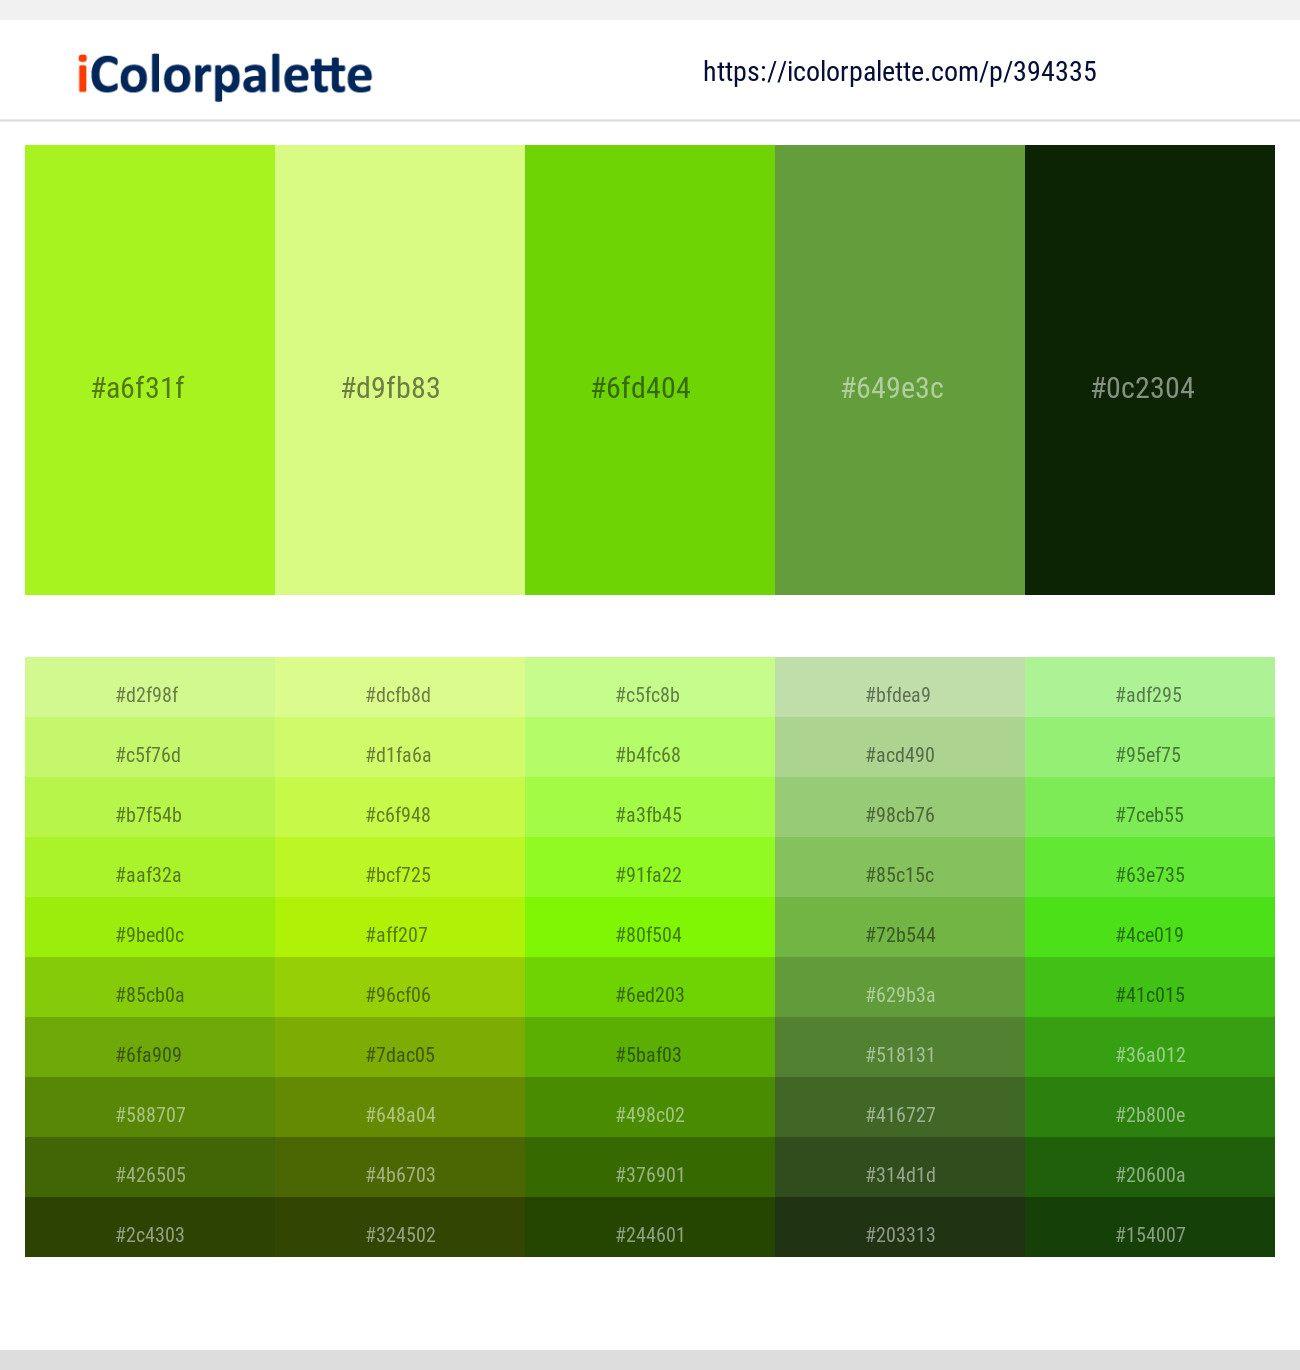 iColorpalette
https://icolorpalette.com/p/394335
#a6f31f #d9fb83 #6fd404 #649e3c #0c2304
#d2f98f #dcfb8d #c5fc8b #bfdea9 #adf295
#c5f76d #d1fa6a #b4fc68 #acd490 #95ef75
#b7f54b #c6f948 #a3fb45 #98cb76 #7ceb55
#aaf32a #bcf725 #91fa22 #85c15c #63e735
#9bed0c #aff207 #80f504 #72b544 #4ce019
#85cb0a #96cf06 #6ed203 #629b3a #41c015
#6fa909 #7dac05 #5baf03 #518131 #36a012
#588707 #648a04 #498c02 #416727 #2b800e
#426505 #4b6703 #376901 #314d1d #20600a
#2c4303 #324502 #244601 #203313 #154007